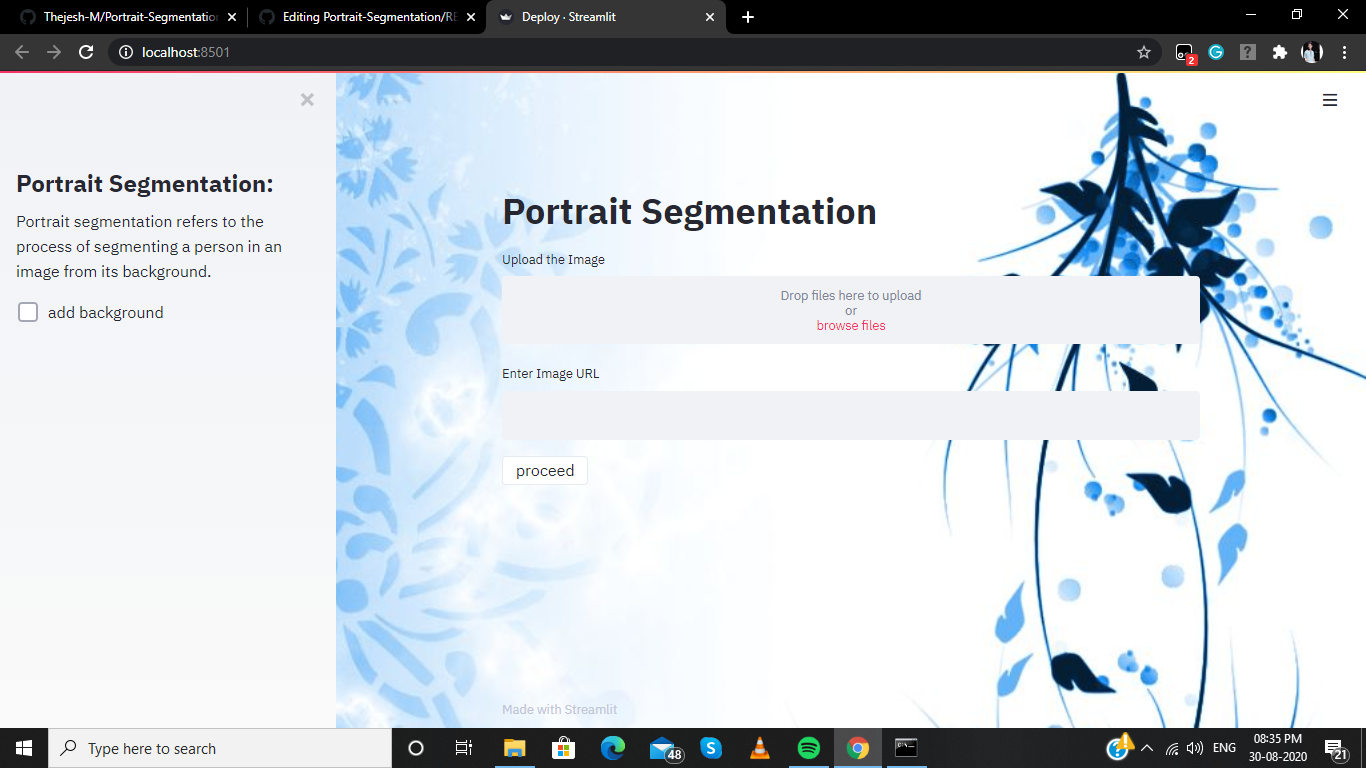 Thejesh-M/Portrait-Segmentation
Editing Portrait-Segmentation/RE
Deploy · Streamlit
localhost:8501
2
Portrait Segmentation:
Portrait segmentation refers to the
process of segmenting a person in an
image from its background.
add background
Portrait Segmentation
Upload the Image
Drop files here to upload
or
browse files
Enter Image URL
proceed
Made with Streamlit
Type here to search
48
ENG
08:35 PM
30-08-2020
21